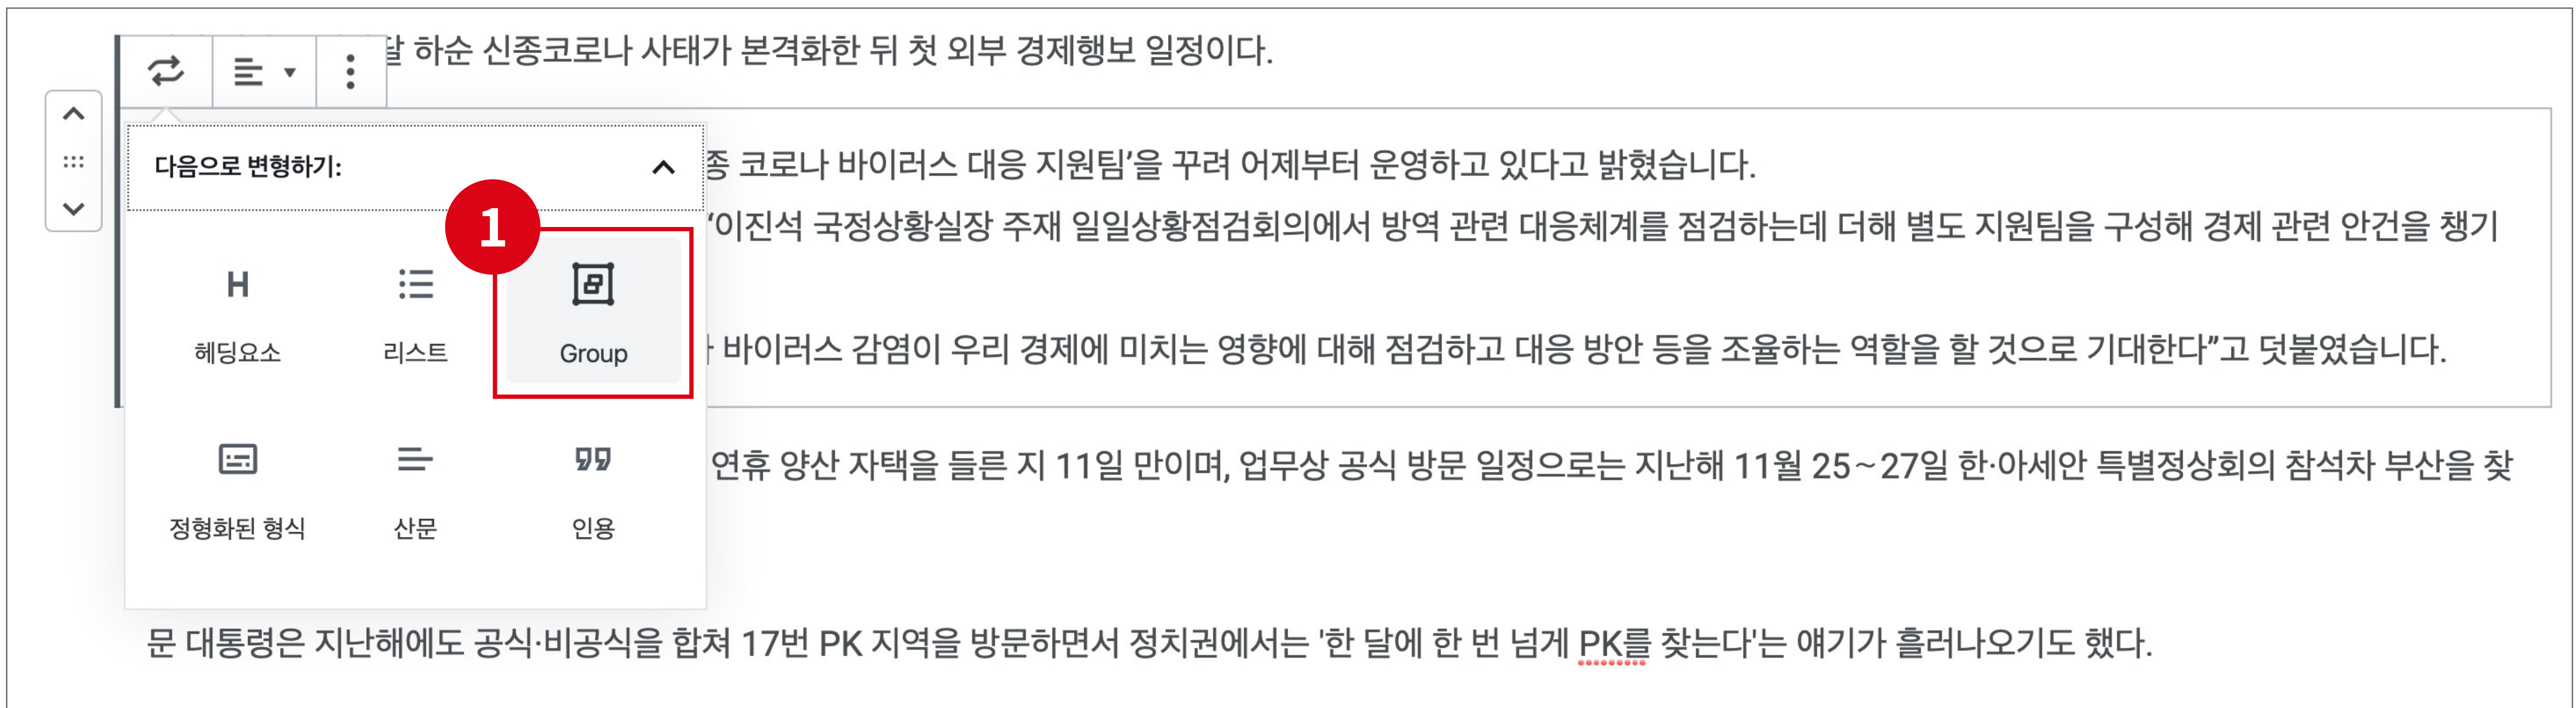 하순 신종코로나 사태가 본격화한 뒤 첫 외부 경제행보 일정이다.
다음으로 변형하기:
종 코로나 바이러스 대응 지원팀’을 꾸려 어제부터 운영하고 있다고 밝혔습니다.
1
“이진석 국정상황실장 주재 일일상황점검회의에서 방역 관련 대응체계를 점검하는데 더해 별도 지원팀을 구성해 경제 관련 안건을 챙기
H
헤딩요소
리스트
Group
바이러스 감염이 우리 경제에 미치는 영향에 대해 점검하고 대응 방안 등을 조율하는 역할을 할 것으로 기대한다”고 덧붙였습니다.
연휴 양산 자택을 들른 지 11일 만이며, 업무상 공식 방문 일정으로는 지난해 11월 25～27일 한·아세안 특별정상회의 참석차 부산을 찾
정형화된 형식
산문
인용
문 대통령은 지난해에도 공식·비공식을 합쳐 17번 PK 지역을 방문하면서 정치권에서는 '한 달에 한 번 넘게 PK를 찾는다'는 얘기가 흘러나오기도 했다.